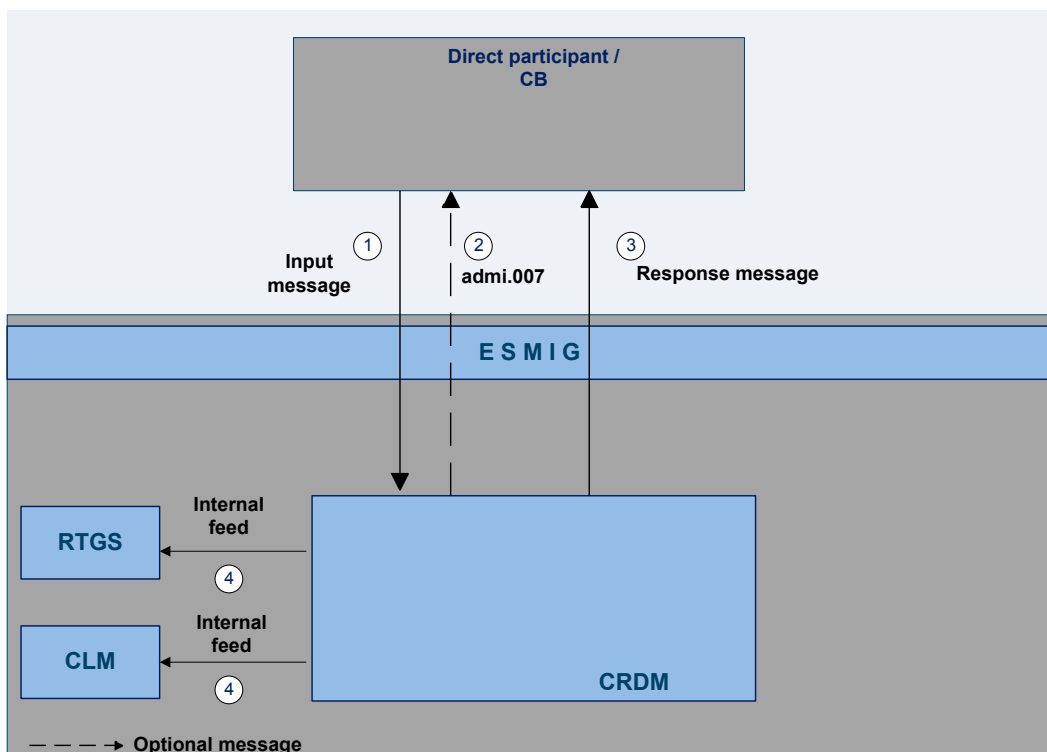 Direct participant /
CB
1
2
3
Input
message
admi.007
Response message
E S M I G
Internal
feed
RTGS
4
Internal
feed
CLM
4
CRDM
Optional message